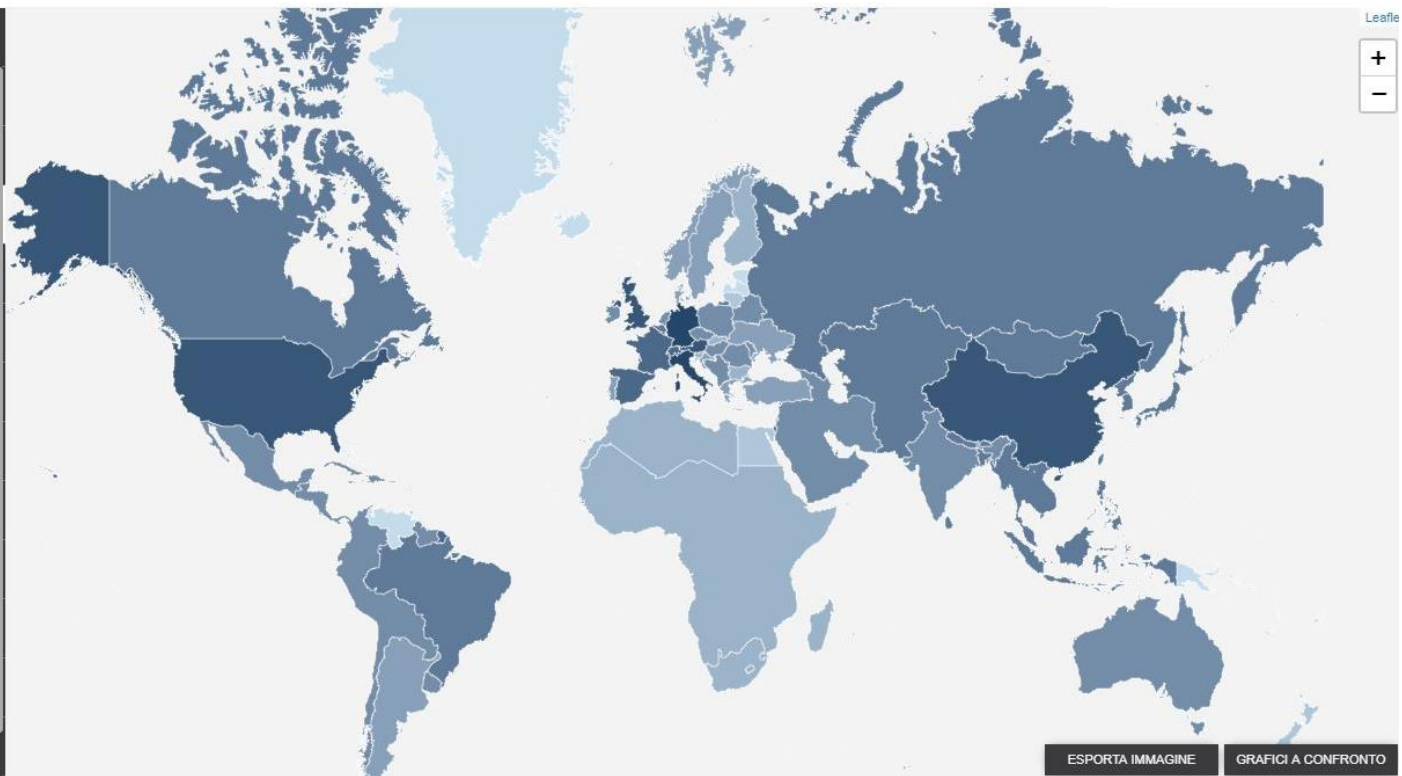 Leafle
+
−
ESPORTA IMMAGINE
GRAFICI A CONFRONTO